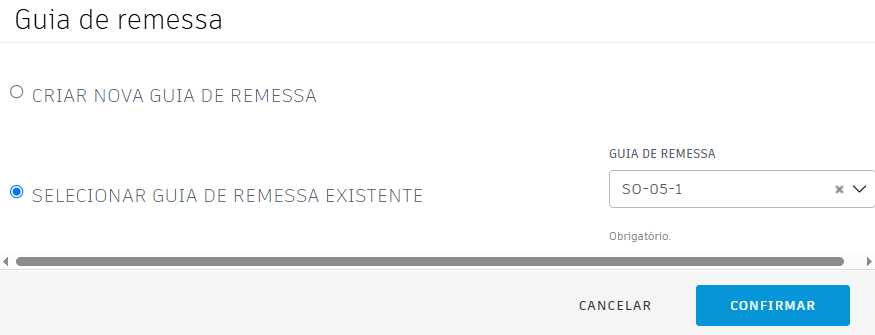 Guia de remessa
CRIAR NOVA GUIA DE REMESSA
GUIA DE REMESSA
SELECIONAR GUIA DE REMESSA EXISTENTE
SO-05-1
Obrigatório.
CANCELAR
CONFIRMAR